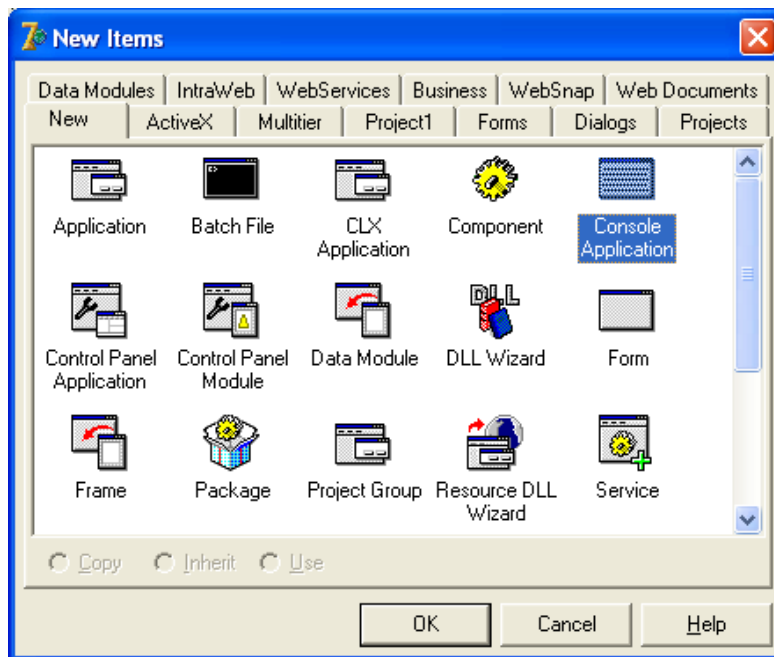 New Items
Data Modules IntraWeb WebServices Business WebSnap Web Documents
New ActiveX Multitier Project1 Forms Dialogs Projects
Application Batch File CLX Application Component Console Application
Control Panel Application Control Panel Module Data Module DLL Wizard Form
Frame Package Project Group Resource DLL Wizard Service
Copy Inherit Use
OK Cancel Help